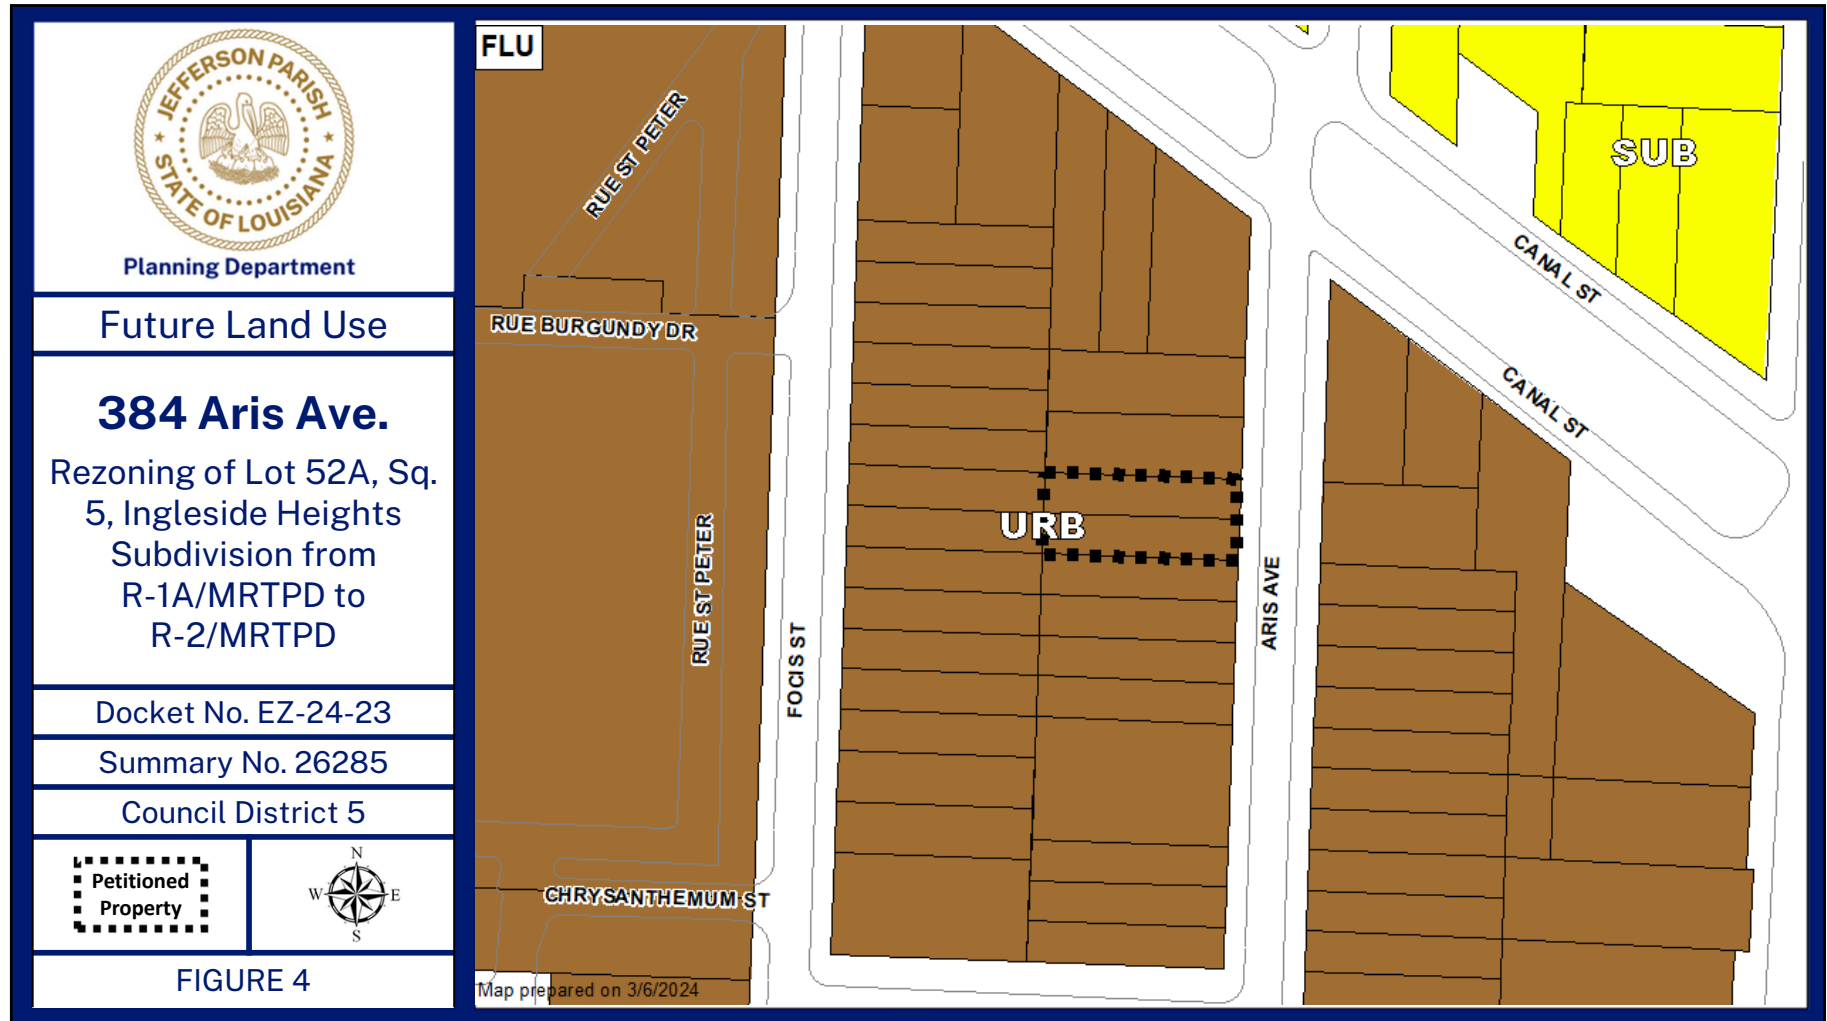 JEFFERSON PARISH
STATE OF LOUISIANA
Planning Department
Future Land Use
384 Aris Ave.
Rezoning of Lot 52A, Sq.
5, Ingleside Heights
Subdivision from
R-1A/MRTPD to
R-2/MRTPD
Docket No. EZ-24-23
Summary No. 26285
Council District 5
Petitioned
Property
N
W
E
S
FIGURE 4
FLU
RUE ST PETER
RUE BURGUNDY DR
RUE ST PETER
FOCIS ST
CHRYSANTHEMUM ST
URB
ARIS AVE
SUB
CANAL ST
CANAL ST
Map prepared on 3/6/2024